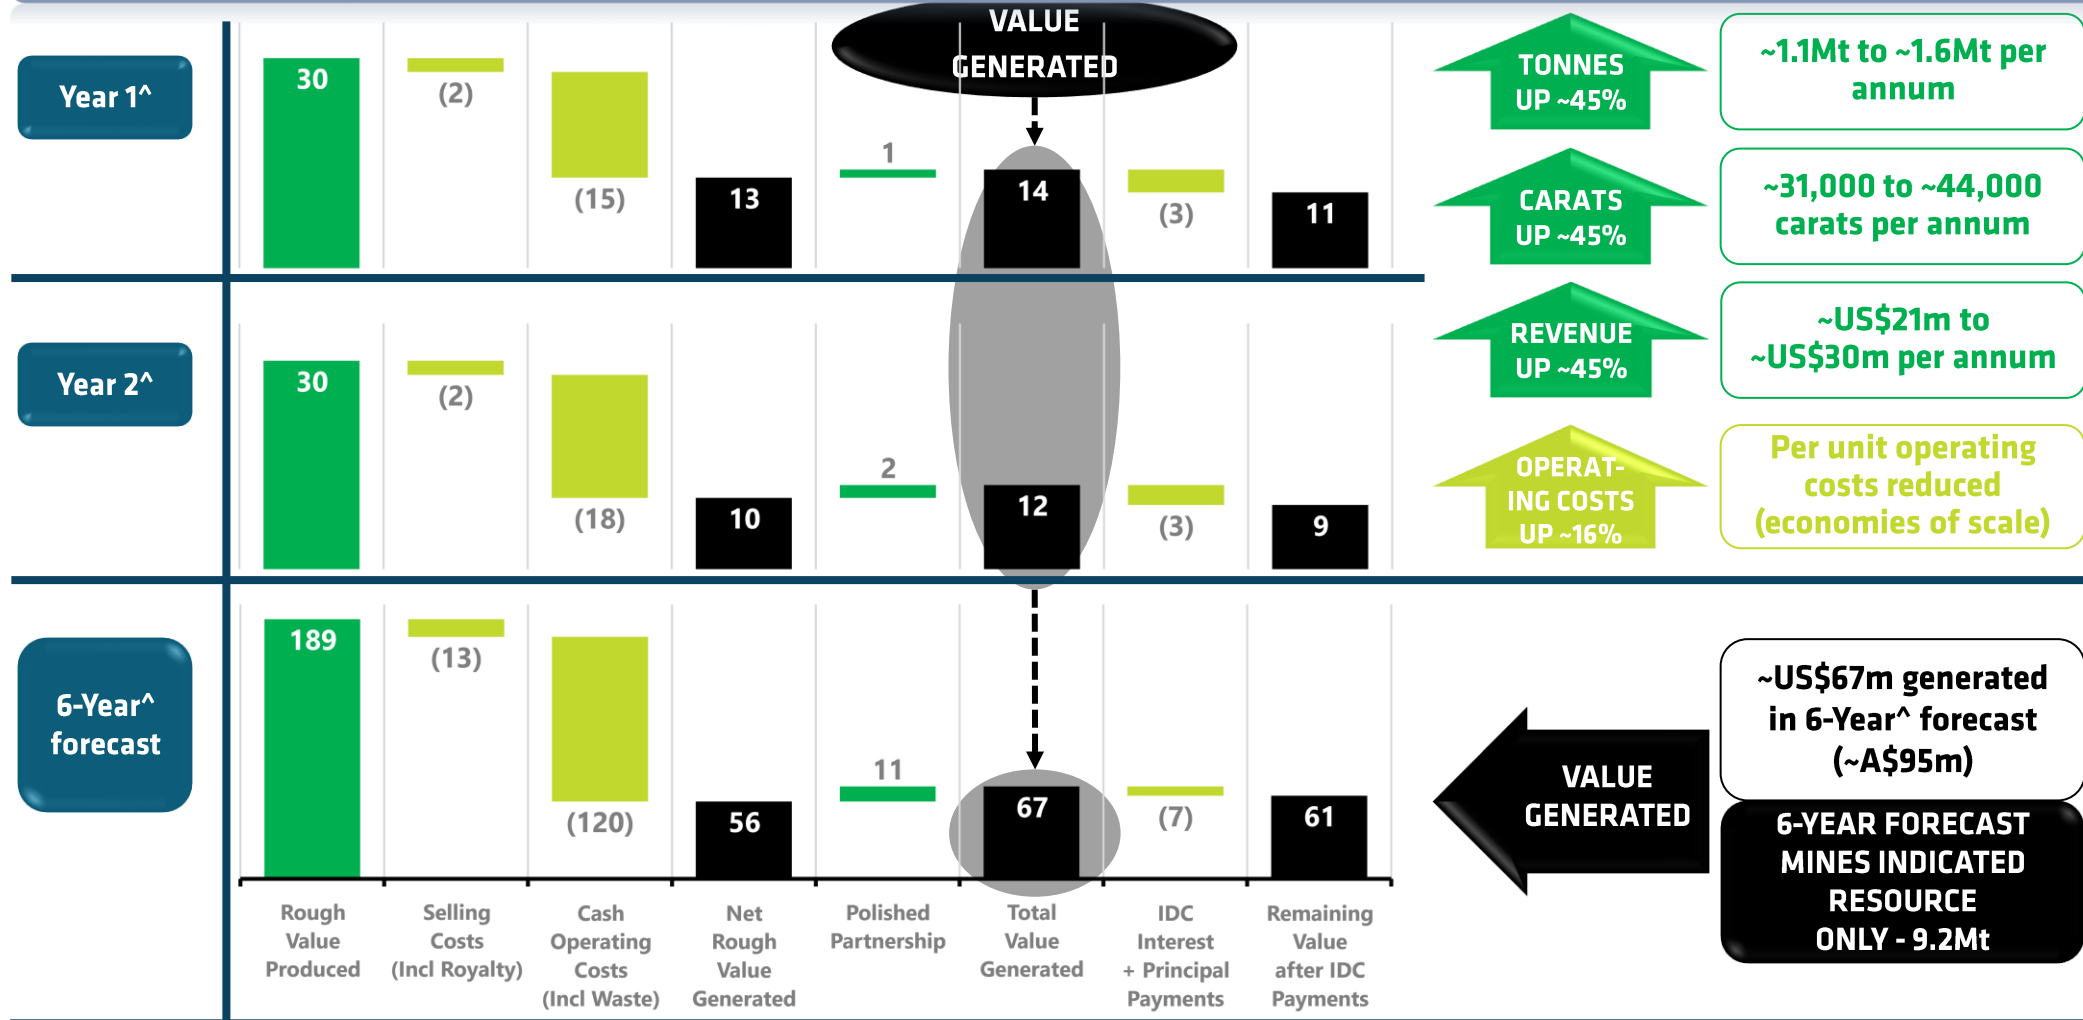 VALUE
GENERATED
Year 1^
30
(2)
(15)
13
1
14
(3)
11
TONNES
UP ~45%
~1.1Mt to ~1.6Mt per
annum
CARATS
UP ~45%
~31,000 to ~44,000
carats per annum
Year 2^
30
(2)
(18)
10
2
12
(3)
9
REVENUE
UP ~45%
~US$21m to
~US$30m per annum
OPERAT-
ING COSTS
UP ~16%
Per unit operating
costs reduced
(economies of scale)
6-Year^
forecast
189
(13)
(120)
56
11
67
(7)
61
VALUE
GENERATED
~US$67m generated
in 6-Year^ forecast
(~A$95m)
6-YEAR FORECAST
MINES INDICATED
RESOURCE
ONLY - 9.2Mt
Rough
Value
Produced
Selling
Costs
(Incl Royalty)
Cash
Operating
Costs
(Incl Waste)
Net
Rough
Value
Generated
Polished
Partnership
Total
Value
Generated
IDC
Interest
+ Principal
Payments
Remaining
Value
after IDC
Payments